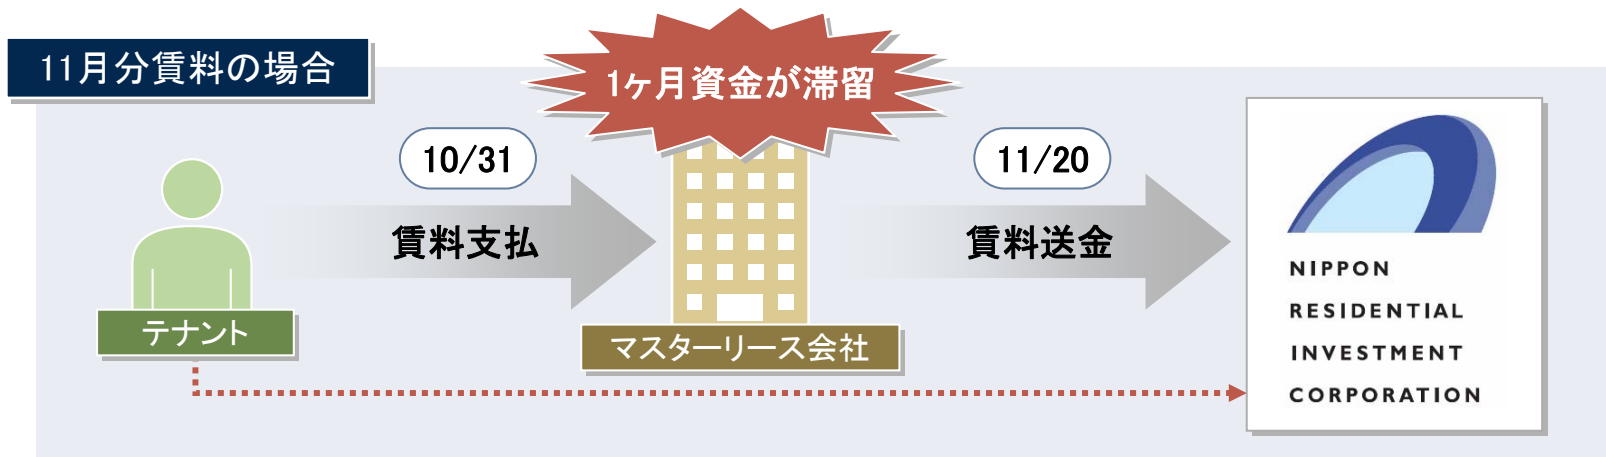 11月分賃料の場合
1ヶ月資金が滞留
10/31
11/20
賃料支払
賃料送金
テナント
マスターリース会社
NIPPON
RESIDENTIAL
INVESTMENT
CORPORATION